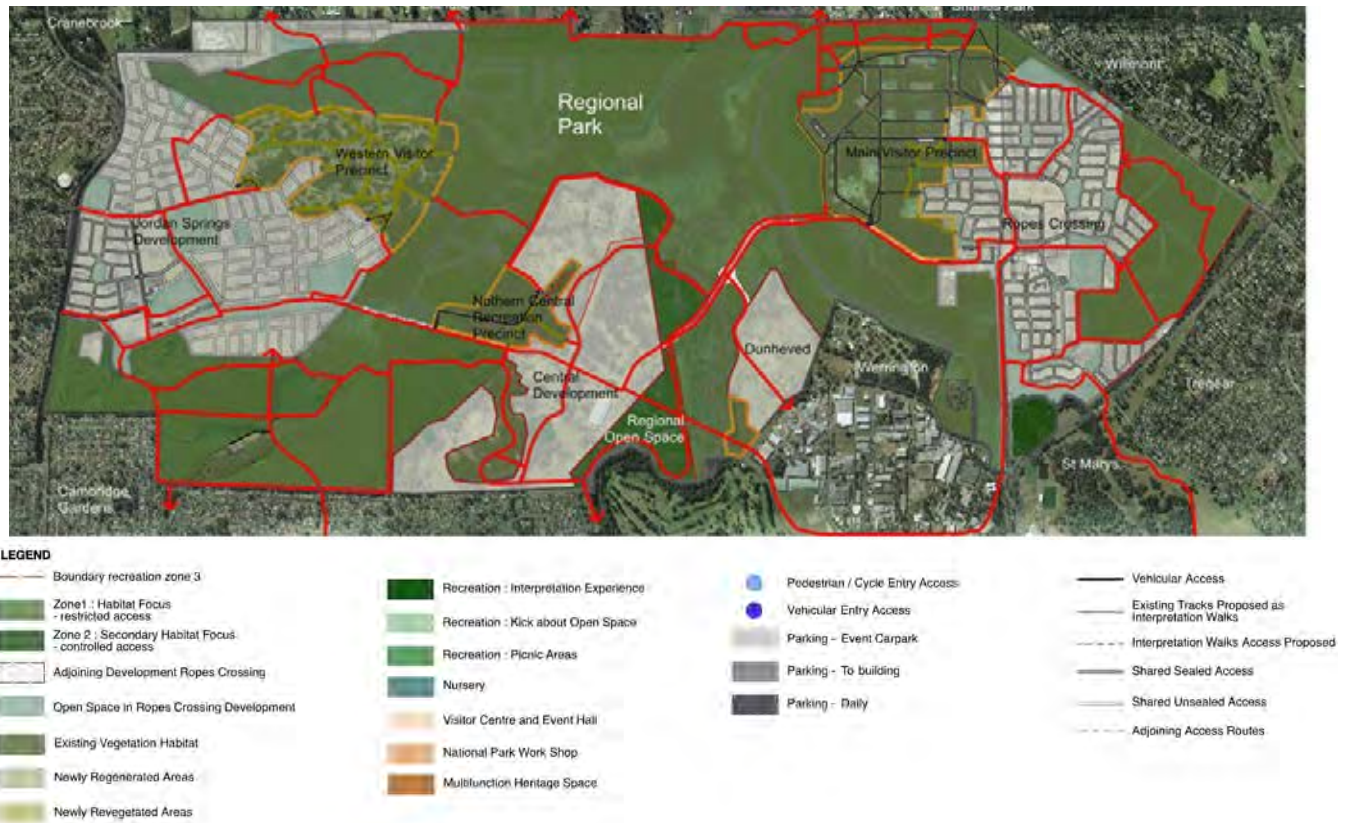 Cranebrook
Willmont
Regional
Park
Western Visitor
Precinct
Main Visitor Precinct
Jordan Springs
Development
Ropes Crossing
Nothern Central
Recreation
Precinct
Dunheved
Werrington
Central
Development
Tregear
Regional
Open Space
St Marys
Cambridge
Gardens
LEGEND
Boundary recreation zone 3
Zone1 : Habitat Focus
- restricted access
Zone 2 : Secondary Habitat Focus
- controlled access
Adjoining Development Ropes Crossing
Open Space in Ropes Crossing Development
Existing Vegetation Habitat
Newly Regenerated Areas
Newly Revegetated Areas
Recreation : Interpretation Experience
Recreation : Kick about Open Space
Recreation : Picnic Areas
Nursery
Visitor Centre and Event Hall
National Park Work Shop
Multifunction Heritage Space
Pedestrian / Cycle Entry Access
Vehicular Entry Access
Parking - Event Carpark
Parking - To building
Parking - Daily
Vehicular Access
Existing Tracks Proposed as
Interpretation Walks
Interpretation Walks Access Proposed
Shared Sealed Access
Shared Unsealed Access
Adjoining Access Routes